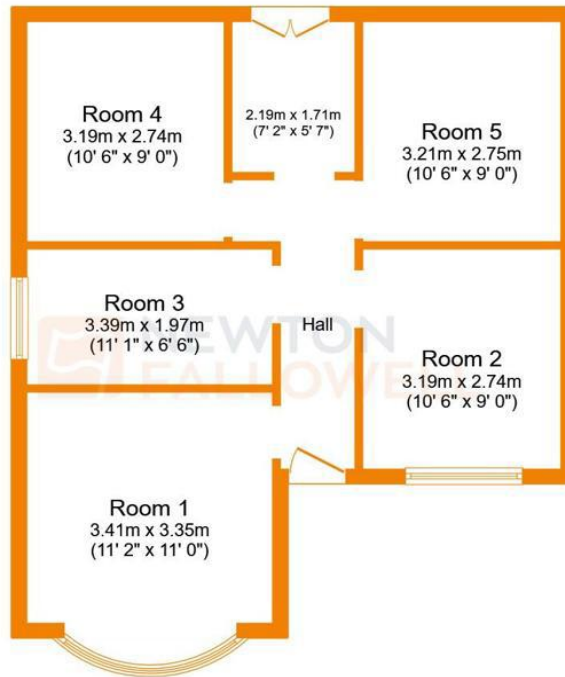 Room 4
3.19m x 2.74m
(10' 6" x 9' 0")
2.19m x 1.71m
(7' 2" x 5' 7")
Room 5
3.21m x 2.75m
(10' 6" x 9' 0")
Room 3
3.39m x 1.97m
(11' 1" x 6' 6")
Hall
NEWTON
FALLOWELL
Room 2
3.19m x 2.74m
(10' 6" x 9' 0")
Room 1
3.41m x 3.35m
(11' 2" x 11' 0")